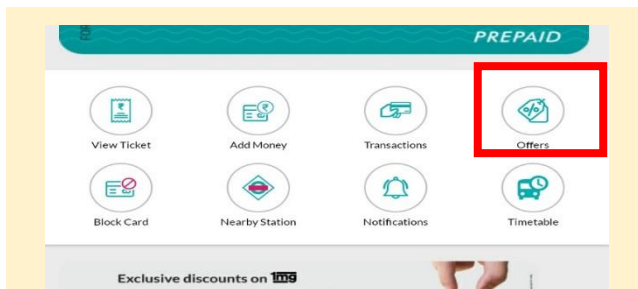 PREPAID
View Ticket
Add Money
Transactions
Offers
Block Card
Nearby Station
Notifications
Timetable
Exclusive discounts on 1mg